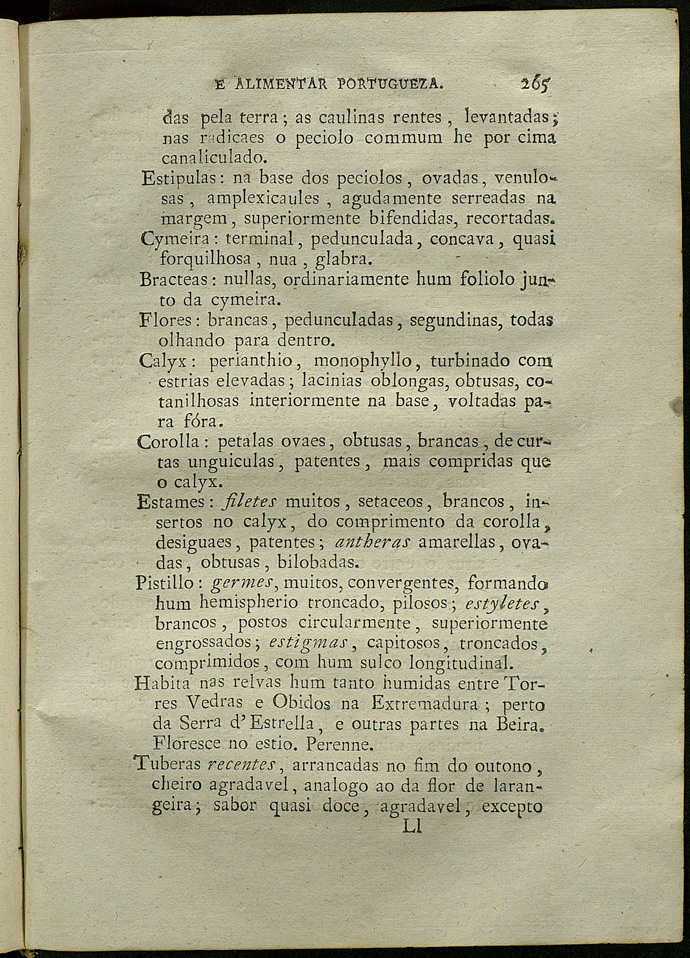 E ALIMENTAR PORTUGUEZA. 265
das pela terra; as caulinas rentes, levantadas;
nas radicaes o peciolo commum he por cima
canaliculado.
Estipulas: na base dos peciolos, ovadas, venulo-
sas, amplexicaules, agudamente serreadas na
margem, superiormente bifendidas, recortadas.
Cymeira: terminal, pedunculada, concava, quasi
forquilhosa, nua, glabra.
Bracteas: nullas, ordinariamente hum foliolo jun-
to da cymeira.
Flores: brancas, pedunculadas, segundinas, todas
olhando para dentro.
Calyx: perianthio, monophyllo, turbinado com
estrias elevadas; lacinias oblongas, obtusas, co-
tanilhosas interiormente na base, voltadas pa-
ra fóra.
Corolla: petalas ovaes, obtusas, brancas, de cur-
tas unguiculas, patentes, mais compridas que
o calyx.
Estames: filetes muitos, setaceos, brancos, in-
sertos no calyx, do comprimento da corolla,
desiguaes, patentes; antheras amarellas, ova-
das, obtusas, bilobadas.
Pistillo: germes, muitos, convergentes, formando
hum hemispherio troncado, pilosos; estyletes,
brancos, postos circularmente, superiormente
engrossados; estigmas, capitosos, troncados,
comprimidos, com hum sulco longitudinal.
Habita nas relvas hum tanto humidas entre Tor-
res Vedras e Obidos na Extremadura; perto
da Serra d'Estrella, e outras partes na Beira.
Floresce no estio. Perenne.
Tuberas recentes, arrancadas no fim do outono,
cheiro agradavel, analogo ao da flor de laran-
geira; sabor quasi doce, agradavel, excepto
Ll